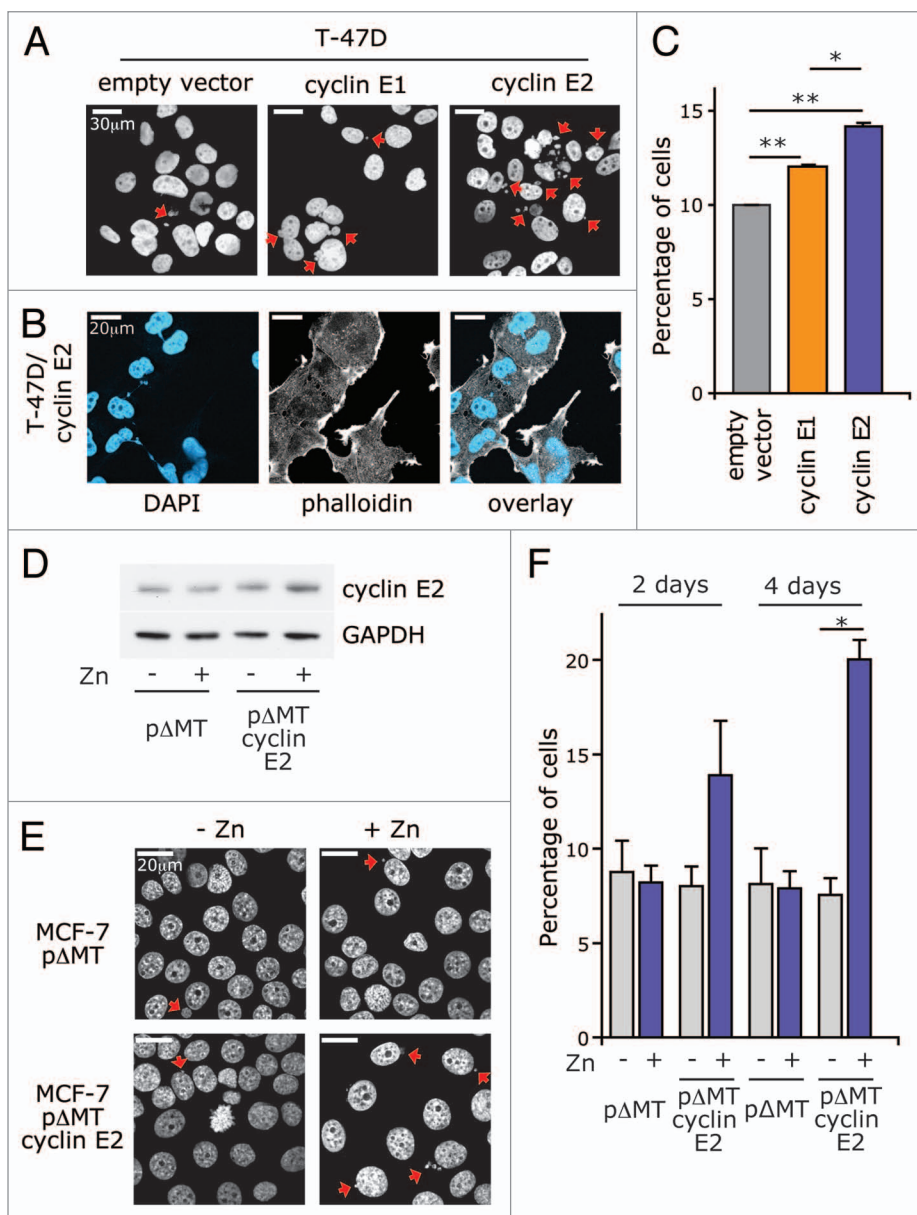 A
T-47D
empty vector
cyclin E1
cyclin E2
30μm
B
T-47D/
cyclin E2
20μm
DAPI
phalloidin
overlay
C
Percentage of cells
15
10
5
0
**
**
*
empty
vector
cyclin E1
cyclin E2
D
cyclin E2
GAPDH
Zn - + - +
pΔMT
pΔMT
cyclin
E2
E
- Zn
+ Zn
20μm
MCF-7
pΔMT
MCF-7
pΔMT
cyclin E2
F
2 days
4 days
*
Percentage of cells
20
15
10
5
0
Zn - + - + - + - +
pΔMT
pΔMT
cyclin
E2
pΔMT
pΔMT
cyclin
E2